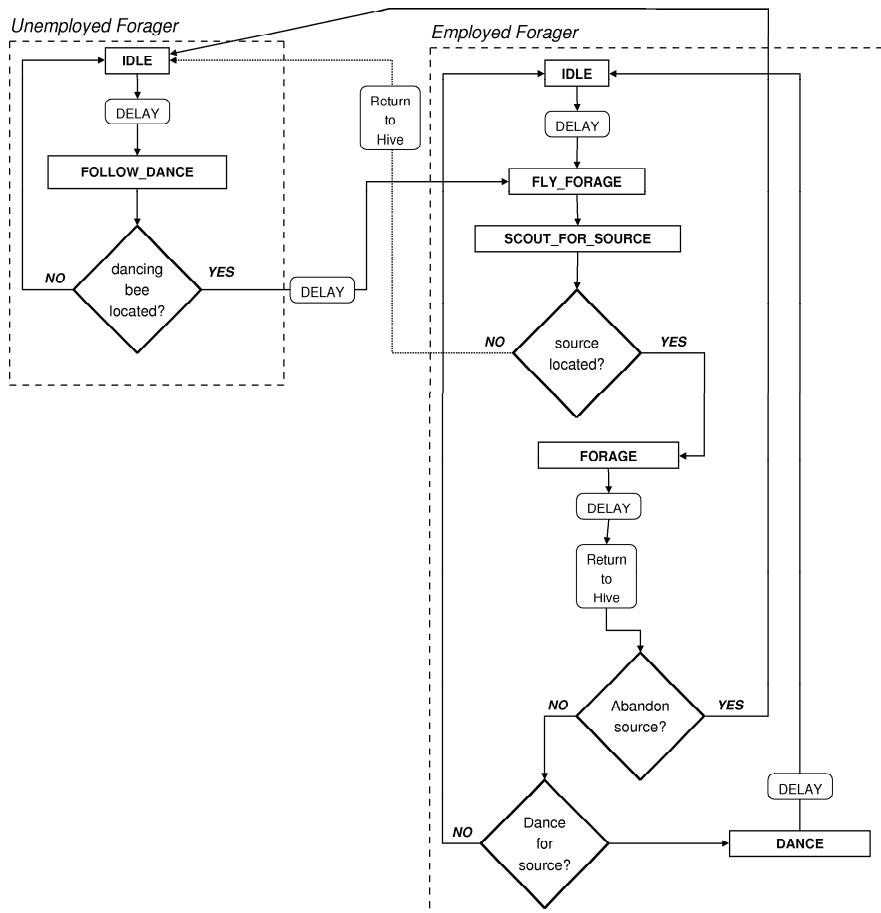 Unemployed Forager
IDLE
DELAY
FOLLOW_DANCE
dancing
bee
located?
NO
YES
DELAY
Return
to
Hive
Employed Forager
IDLE
DELAY
FLY_FORAGE
SCOUT_FOR_SOURCE
source
located?
NO
YES
FORAGE
DELAY
Return
to
Hive
Abandon
source?
NO
YES
Dance
for
source?
NO
DANCE
DELAY